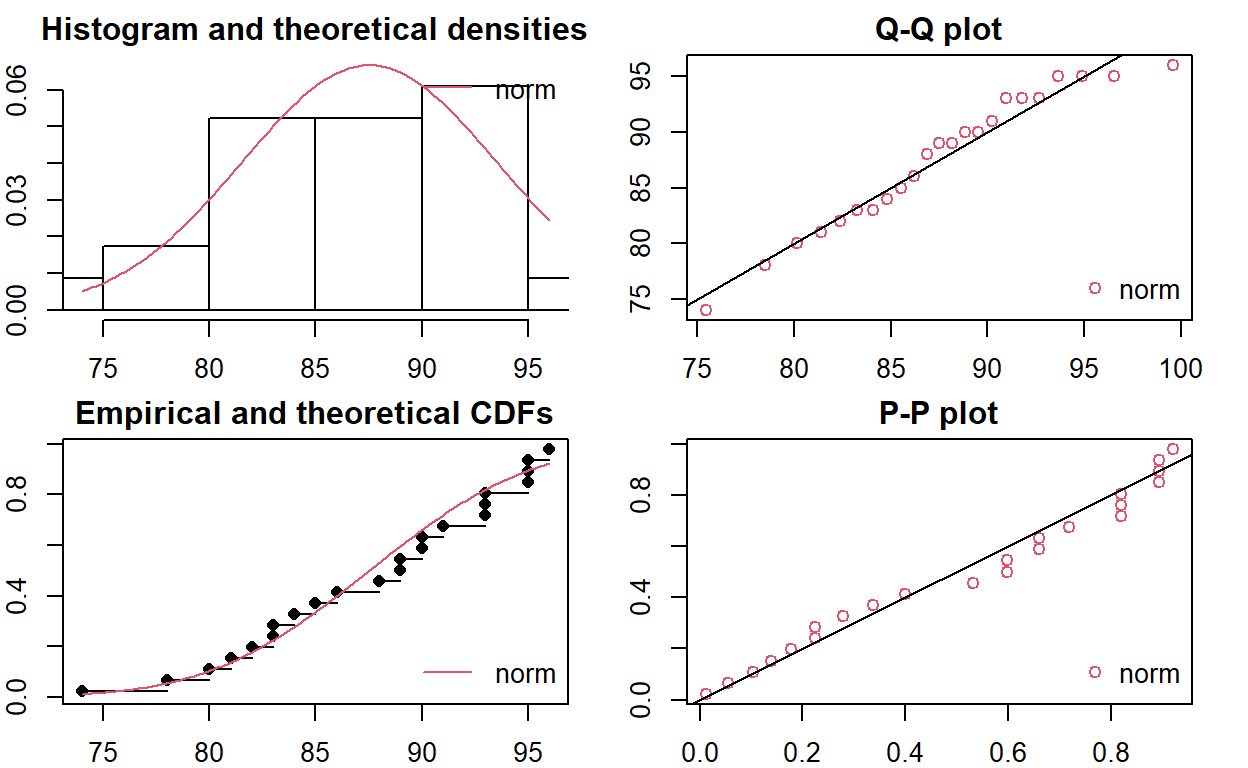 Histogram and theoretical densities
0.06
0.03
0.00
norm
75 80 85 90 95
Q-Q plot
95
90
85
80
75
norm
75 80 85 90 95 100
Empirical and theoretical CDFs
0.8
0.4
0.0
norm
75 80 85 90 95
P-P plot
0.8
0.4
0.0
norm
0.0 0.2 0.4 0.6 0.8